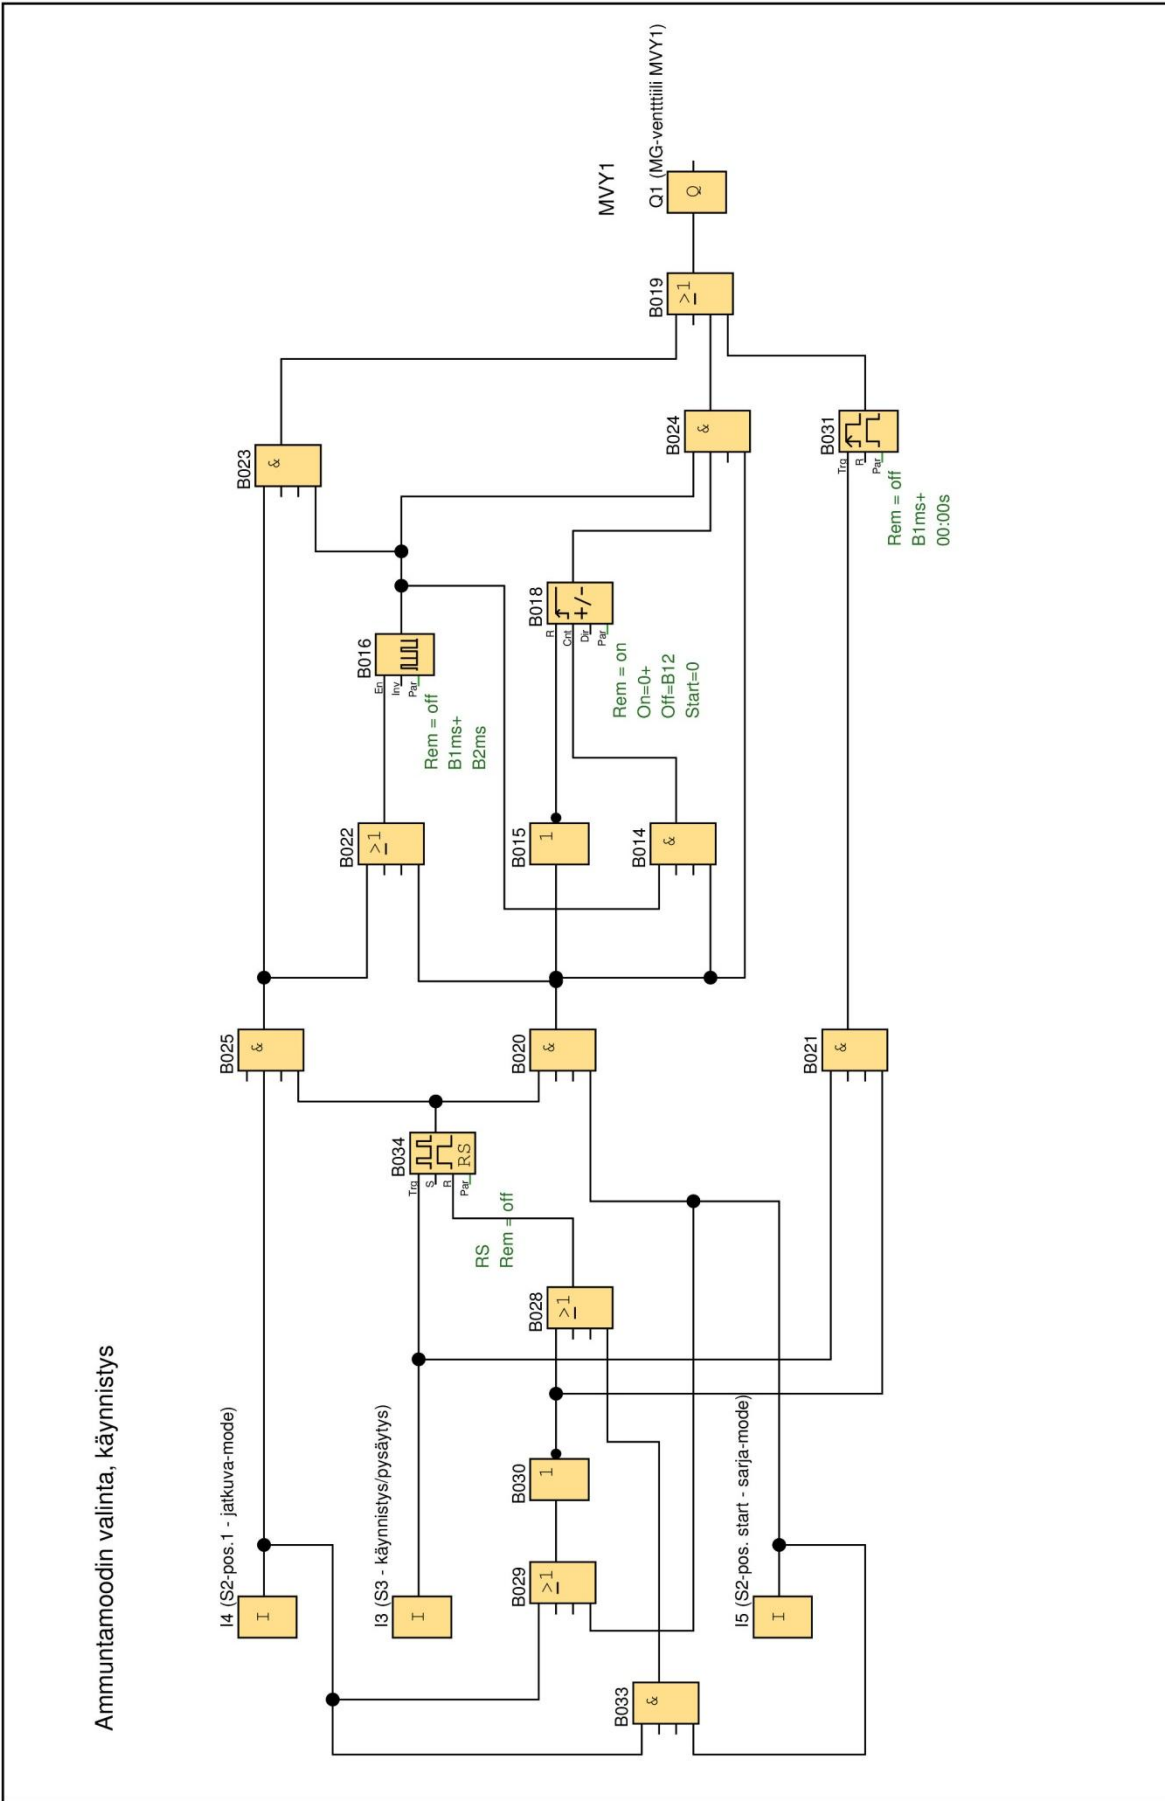 Ammuntamoodin valinta, käynnistys
I4 (S2-pos.1 - jatkuva-mode)
I
I3 (S3 - käynnistys/pysäytys)
I
I5 (S2-pos. start - sarja-mode)
I
B033
&
B029
>1
B030
1
B028
>1
B034
Trg
S
R
Par
RS
RS
Rem = off
B025
&
B020
&
B021
&
B022
>1
B015
1
B014
&
B016
En
Inv
Par
Rem = off
B1ms+
B2ms
B018
R
Cnt
Dir
Par
+/-
Rem = on
On=0+
Off=B12
Start=0
B023
&
B024
&
B031
Trg
R
Par
Rem = off
B1ms+
00:00s
B019
>1
MVY1
Q1 (MG-ventttiili MVY1)
Q